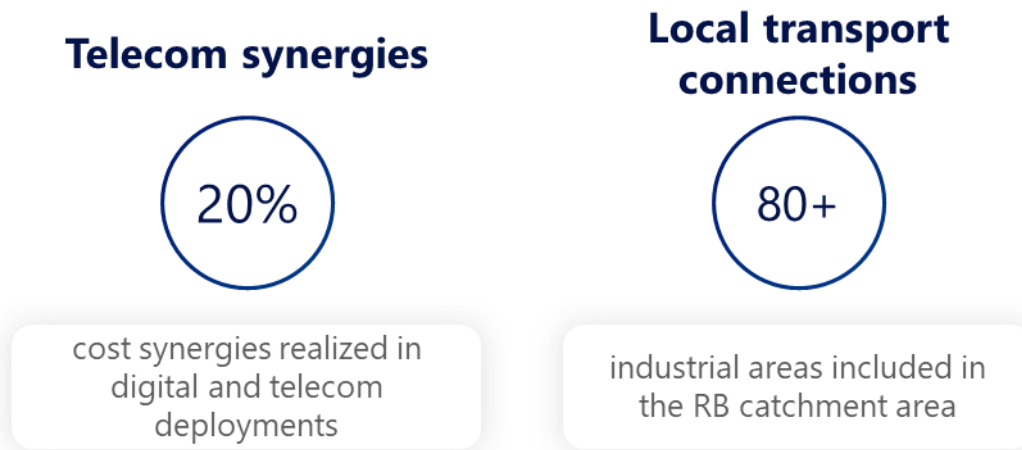 Telecom synergies
20%
cost synergies realized in
digital and telecom
deployments
Local transport
connections
80+
industrial areas included in
the RB catchment area